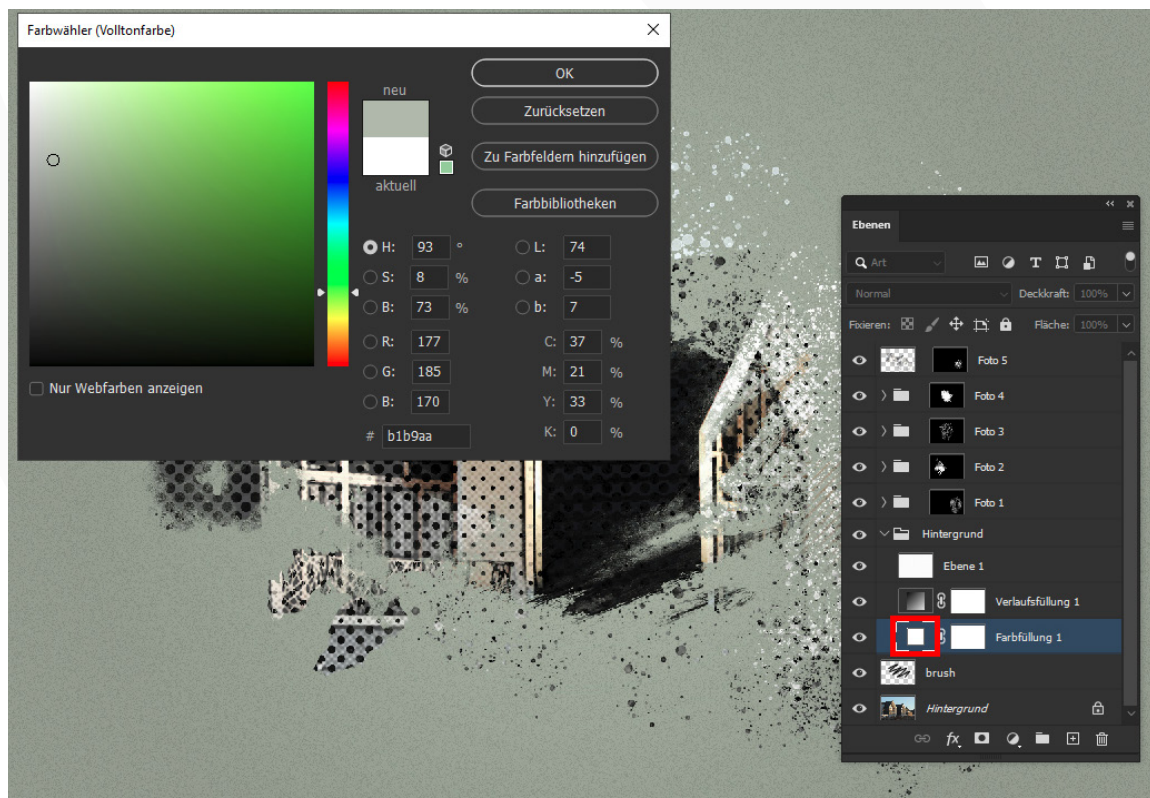 Farbwähler (Volltonfarbe)
neu
aktuell
OK
Zurücksetzen
Zu Farbfeldern hinzufügen
Farbbibliotheken
H: 93 ° L: 74
S: 8 % a: -5
B: 73 % b: 7
R: 177 C: 37 %
G: 185 M: 21 %
B: 170 Y: 33 %
# b1b9aa K: 0 %
Nur Webfarben anzeigen
Ebenen
Art
Normal Deckkraft: 100%
Fixieren: Fläche: 100%
Foto 5
Foto 4
Foto 3
Foto 2
Foto 1
Hintergrund
Ebene 1
Verlaufsfüllung 1
Farbfüllung 1
brush
Hintergrund
fx